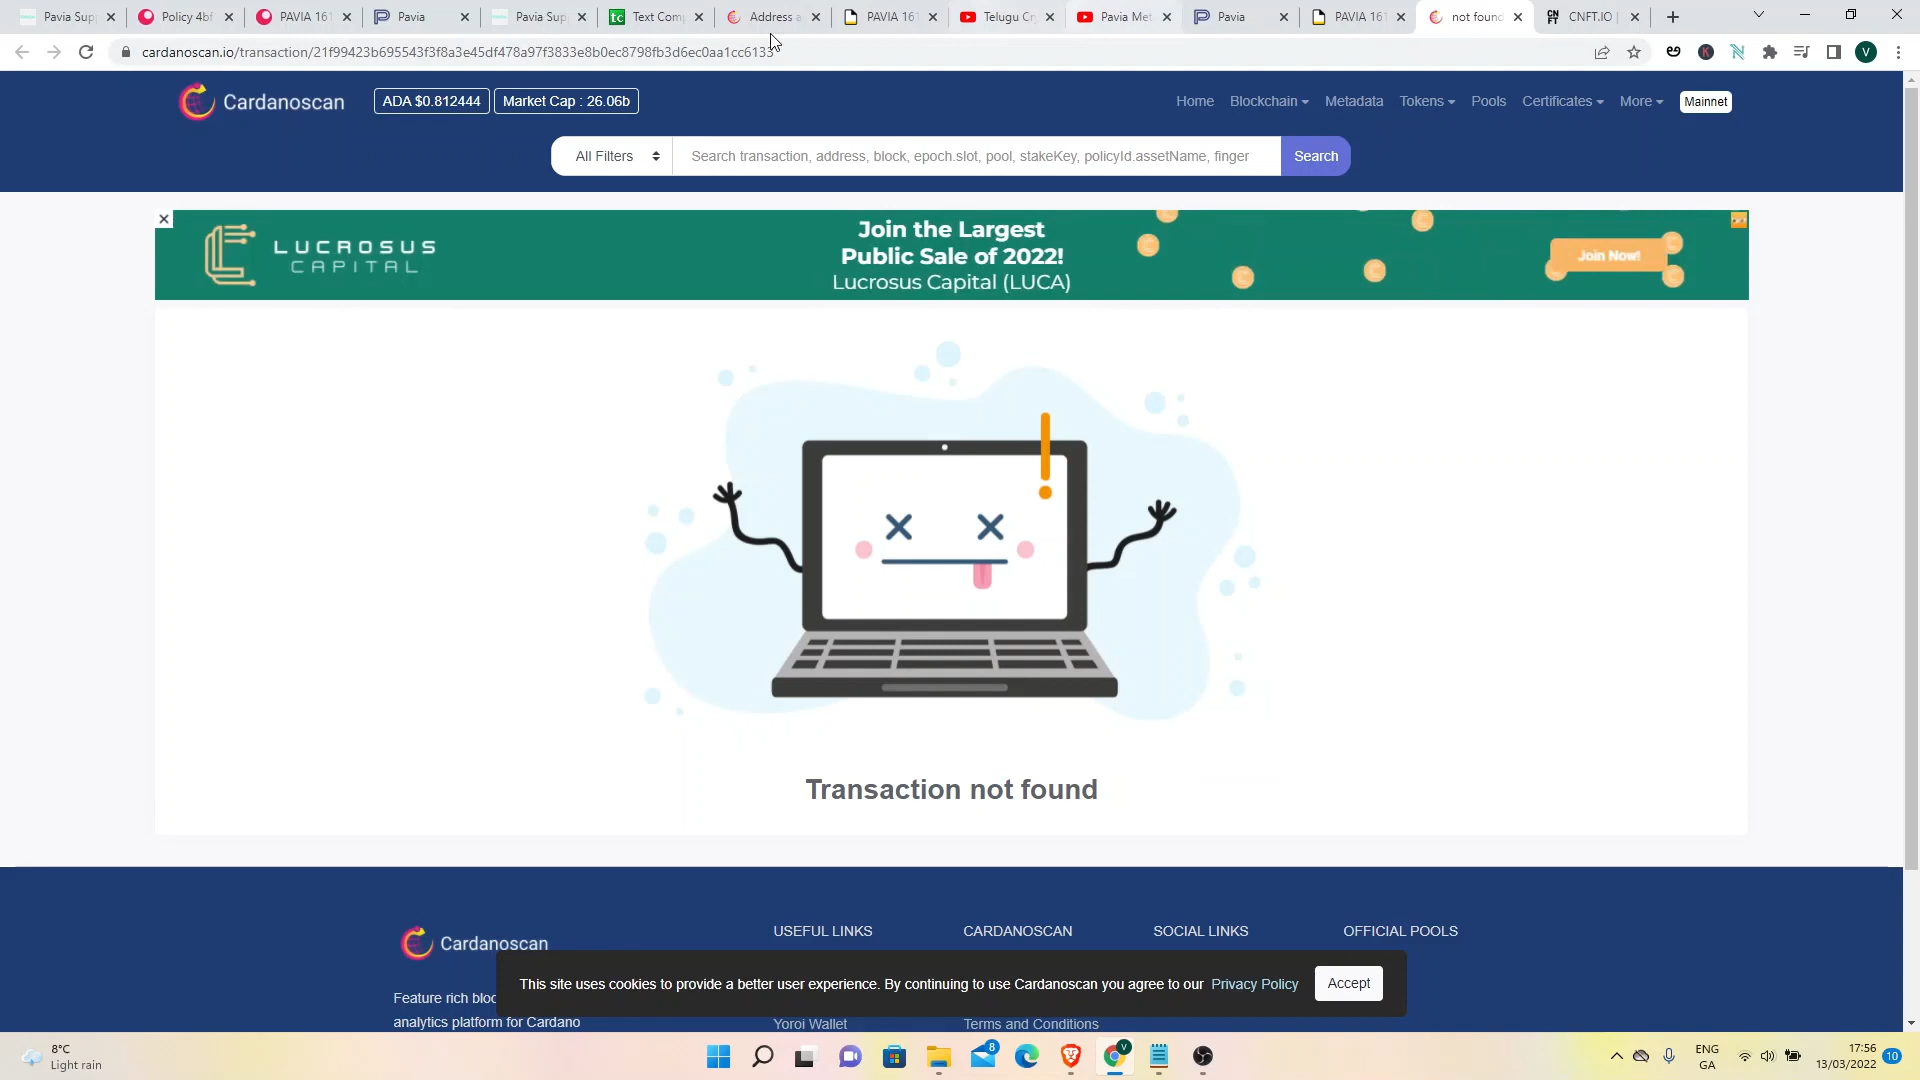 Pavia Sup
Policy 4bf
PAVIA 161
Pavia
Pavia Sup
tc Text Comp
Address a
PAVIA 161
Telugu Cr
Pavia Met
Pavia
PAVIA 161
not found
CNFT.IO |
cardanoscan.io/transaction/21f99423b695543f3f8a3e45df478a97f3833e8b0ec8798fb3d6ec0aa1cc6133
V
Cardanoscan
ADA $0.812444
Market Cap : 26.06b
Home
Blockchain
Metadata
Tokens
Pools
Certificates
More
Mainnet
All Filters
Search transaction, address, block, epoch.slot, pool, stakeKey, policyId.assetName, finger
Search
LUCROSUS
CAPITAL
Join the Largest
Public Sale of 2022!
Lucrosus Capital (LUCA)
Join Now!
Transaction not found
Cardanoscan
Feature rich bloc
analytics platform for Cardano
USEFUL LINKS
Yoroi Wallet
CARDANOSCAN
Terms and Conditions
SOCIAL LINKS
OFFICIAL POOLS
This site uses cookies to provide a better user experience. By continuing to use Cardanoscan you agree to our Privacy Policy
Accept
8°C
Light rain
8
V
ENG
GA
17:56
13/03/2022
10